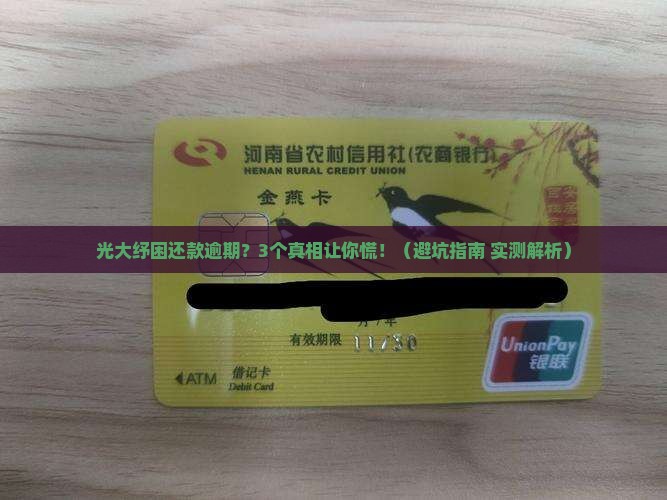 河南省农村信用社(农商银行)
HENAN RURAL CREDIT UNION
金燕卡
光大纾困还款逾期？3个真相让你慌！（避坑指南 实测解析）
月/年
有效期限 11/30
UnionPay
银联
◀ATM 借记卡
Debit Card